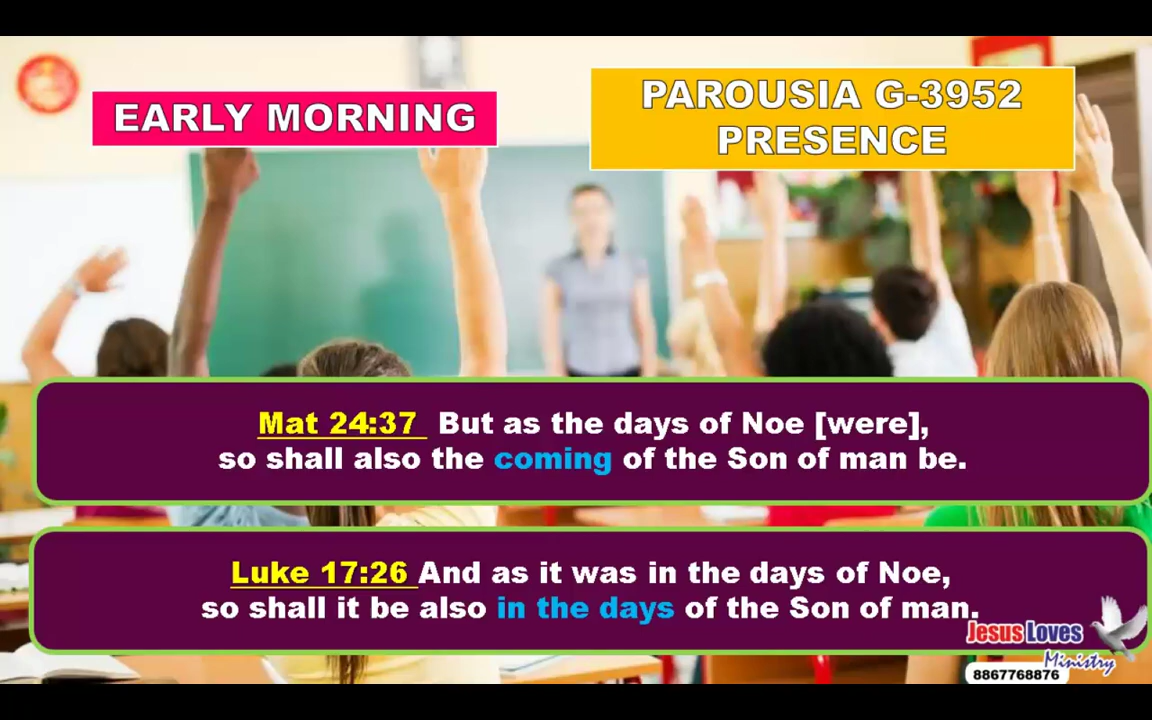 EARLY MORNING
PAROUSIA G-3952
PRESENCE
Mat 24:37 But as the days of Noe [were],
so shall also the coming of the Son of man be.
Luke 17:26 And as it was in the days of Noe,
so shall it be also in the days of the Son of man.
Jesus Loves
Ministry
8867768876